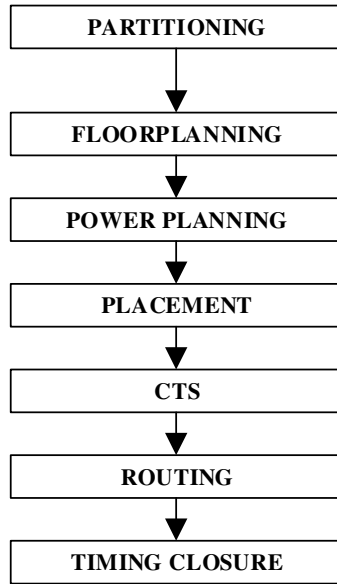 PARTITIONING
FLOORPLANNING
POWER PLANNING
PLACEMENT
CTS
ROUTING
TIMING CLOSURE